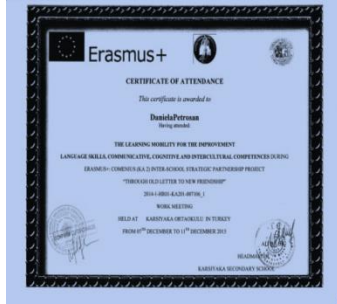 Erasmus+
CERTIFICATE OF ATTENDANCE
This certificate is awarded to
DanielaPetrosan
Having attended:
THE LEARNING MOBILITY FOR THE IMPROVEMENT
LANGUAGE SKILLS, COMMUNICATIVE, COGNITIVE AND INTERCULTURAL COMPETENCES DURING
ERASMUS+: COMENIUS (KA 2) INTER-SCHOOL STRATEGIC PARTNERSHIP PROJECT
"THROUGH OLD LETTER TO NEW FRIENDSHIP"
WORK MEETING
HELD AT KARSIYAKA ORTAOKULU IN TURKEY
FROM 07TH DECEMBER TO 11TH DECEMBER 2015
HEADMASTER
KARSIYAKA SECONDARY SCHOOL